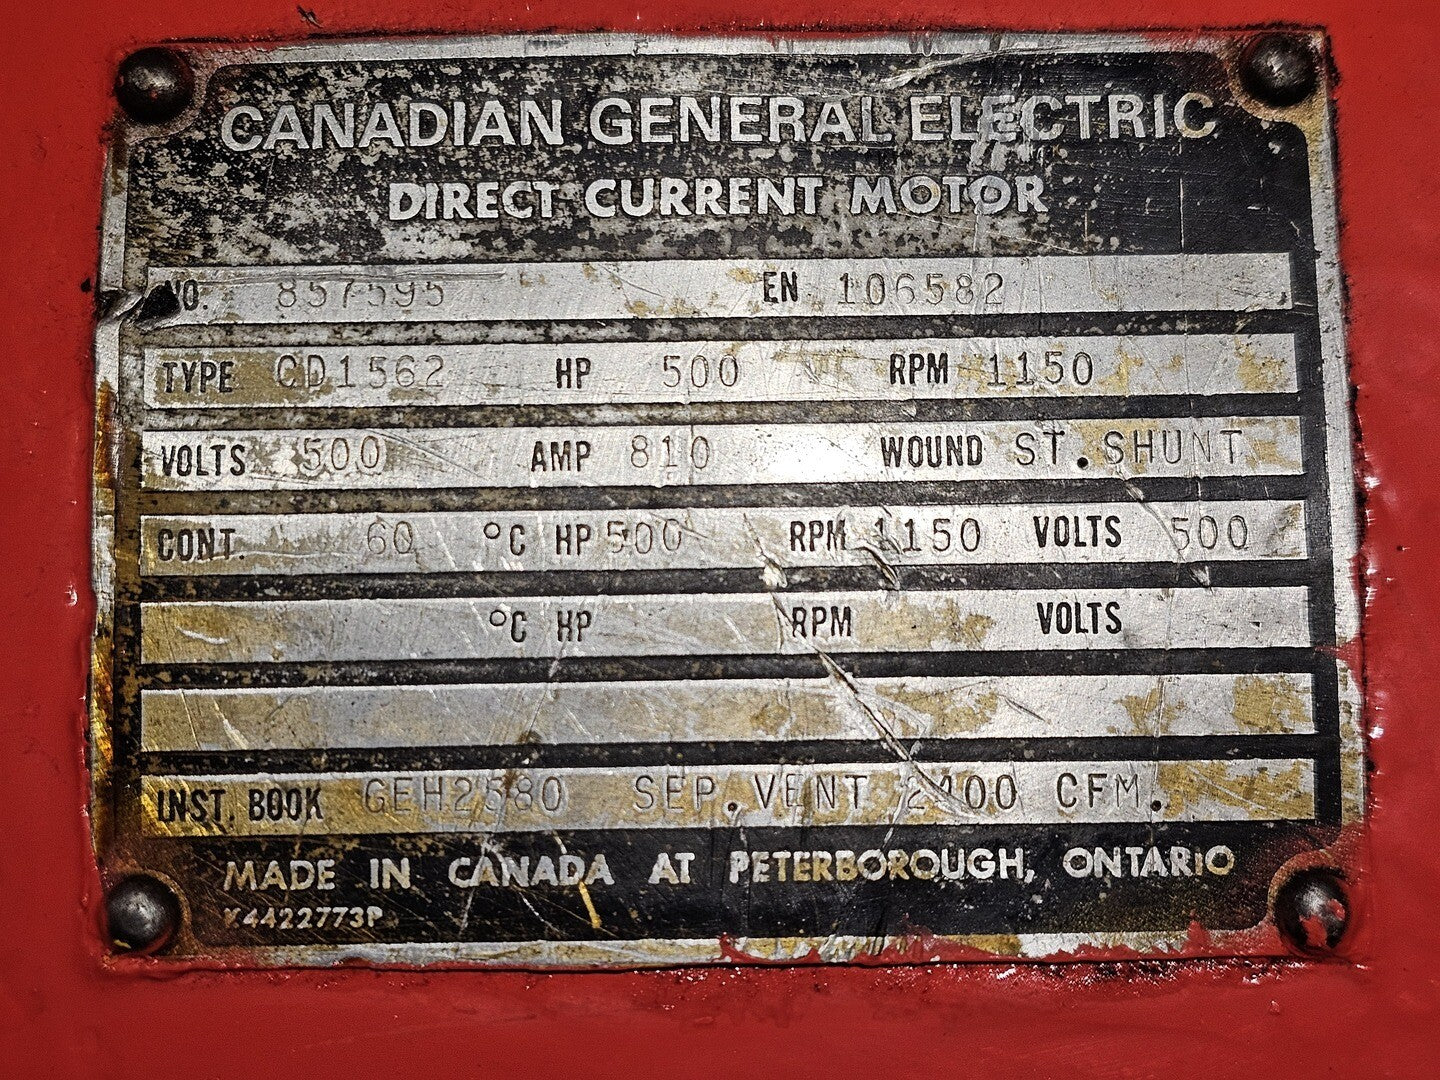 CANADIAN GENERAL ELECTRIC
DIRECT CURRENT MOTOR
NO. 857595 EN 106582
TYPE CD1562 HP 500 RPM 1150
VOLTS 500 AMP 810 WOUND ST. SHUNT
CONT. 60 °C HP 500 RPM 1150 VOLTS 500
°C HP RPM VOLTS
INST. BOOK GEH2580 SEP. VENT 2400 CFM.
MADE IN CANADA AT PETERBOROUGH, ONTARIO
X4422773P